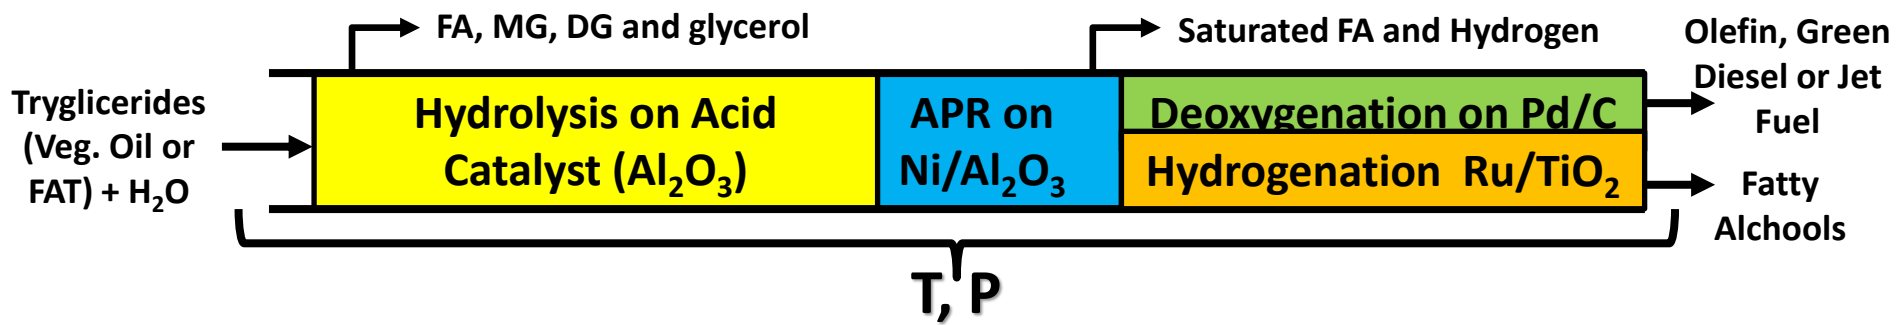 FA, MG, DG and glycerol
Saturated FA and Hydrogen
Olefin, Green
Diesel or Jet
Fuel
Tryglicerides
(Veg. Oil or
FAT) + H₂O
Hydrolysis on Acid
Catalyst (Al₂O₃)
APR on
Ni/Al₂O₃
Deoxygenation on Pd/C
Hydrogenation Ru/TiO₂
Fatty
Alchools
T, P